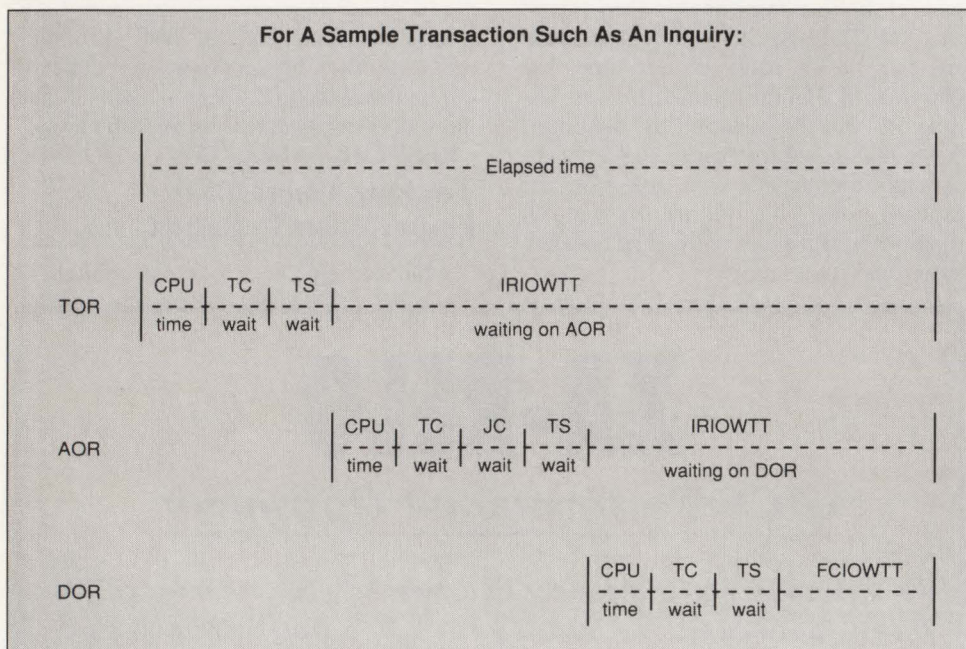 For A Sample Transaction Such As An Inquiry:
Elapsed time
TOR
CPU TC TS IRIOWTT
time wait wait waiting on AOR
AOR
CPU TC JC TS IRIOWTT
time wait wait wait waiting on DOR
DOR
CPU TC TS FCIOWTT
time wait wait